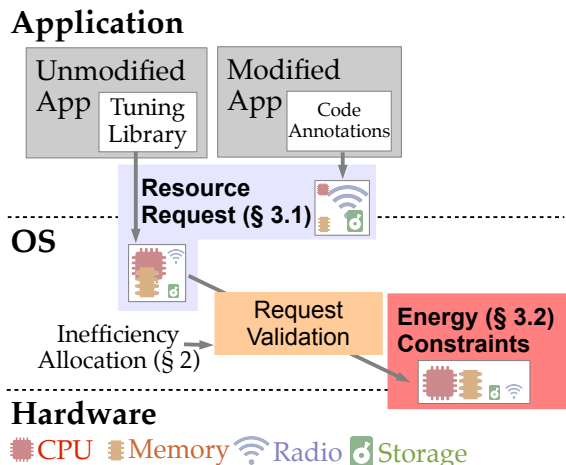 Application
Unmodified
App
Tuning
Library
Modified
App
Code
Annotations
Resource
Request (§ 3.1)
OS
Inefficiency
Allocation (§ 2)
Request
Validation
Energy (§ 3.2)
Constraints
Hardware
CPU Memory Radio Storage